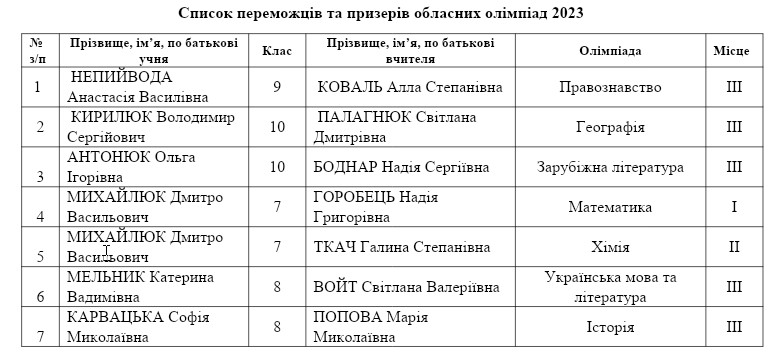 Список переможців та призерів обласних олімпіад 2023
№ з/п Прізвище, ім’я, по батькові учня Клас Прізвище, ім’я, по батькові вчителя Олімпіада Місце
1 НЕПИЙВОДА Анастасія Василівна 9 КОВАЛЬ Алла Степанівна Правознавство III
2 КИРИЛЮК Володимир Сергійович 10 ПАЛАГНЮК Світлана Дмитрівна Географія III
3 АНТОНЮК Ольга Ігорівна 10 БОДНАР Надія Сергіївна Зарубіжна література III
4 МИХАЙЛЮК Дмитро Васильович 7 ГОРОБЕЦЬ Надія Григорівна Математика I
5 МИХАЙЛЮК Дмитро Васильович 7 ТКАЧ Галина Степанівна Хімія II
6 МЕЛЬНИК Катерина Вадимівна 8 ВОЙТ Світлана Валеріївна Українська мова та література III
7 КАРВАЦЬКА Софія Миколаївна 8 ПОПОВА Марія Миколаївна Історія III